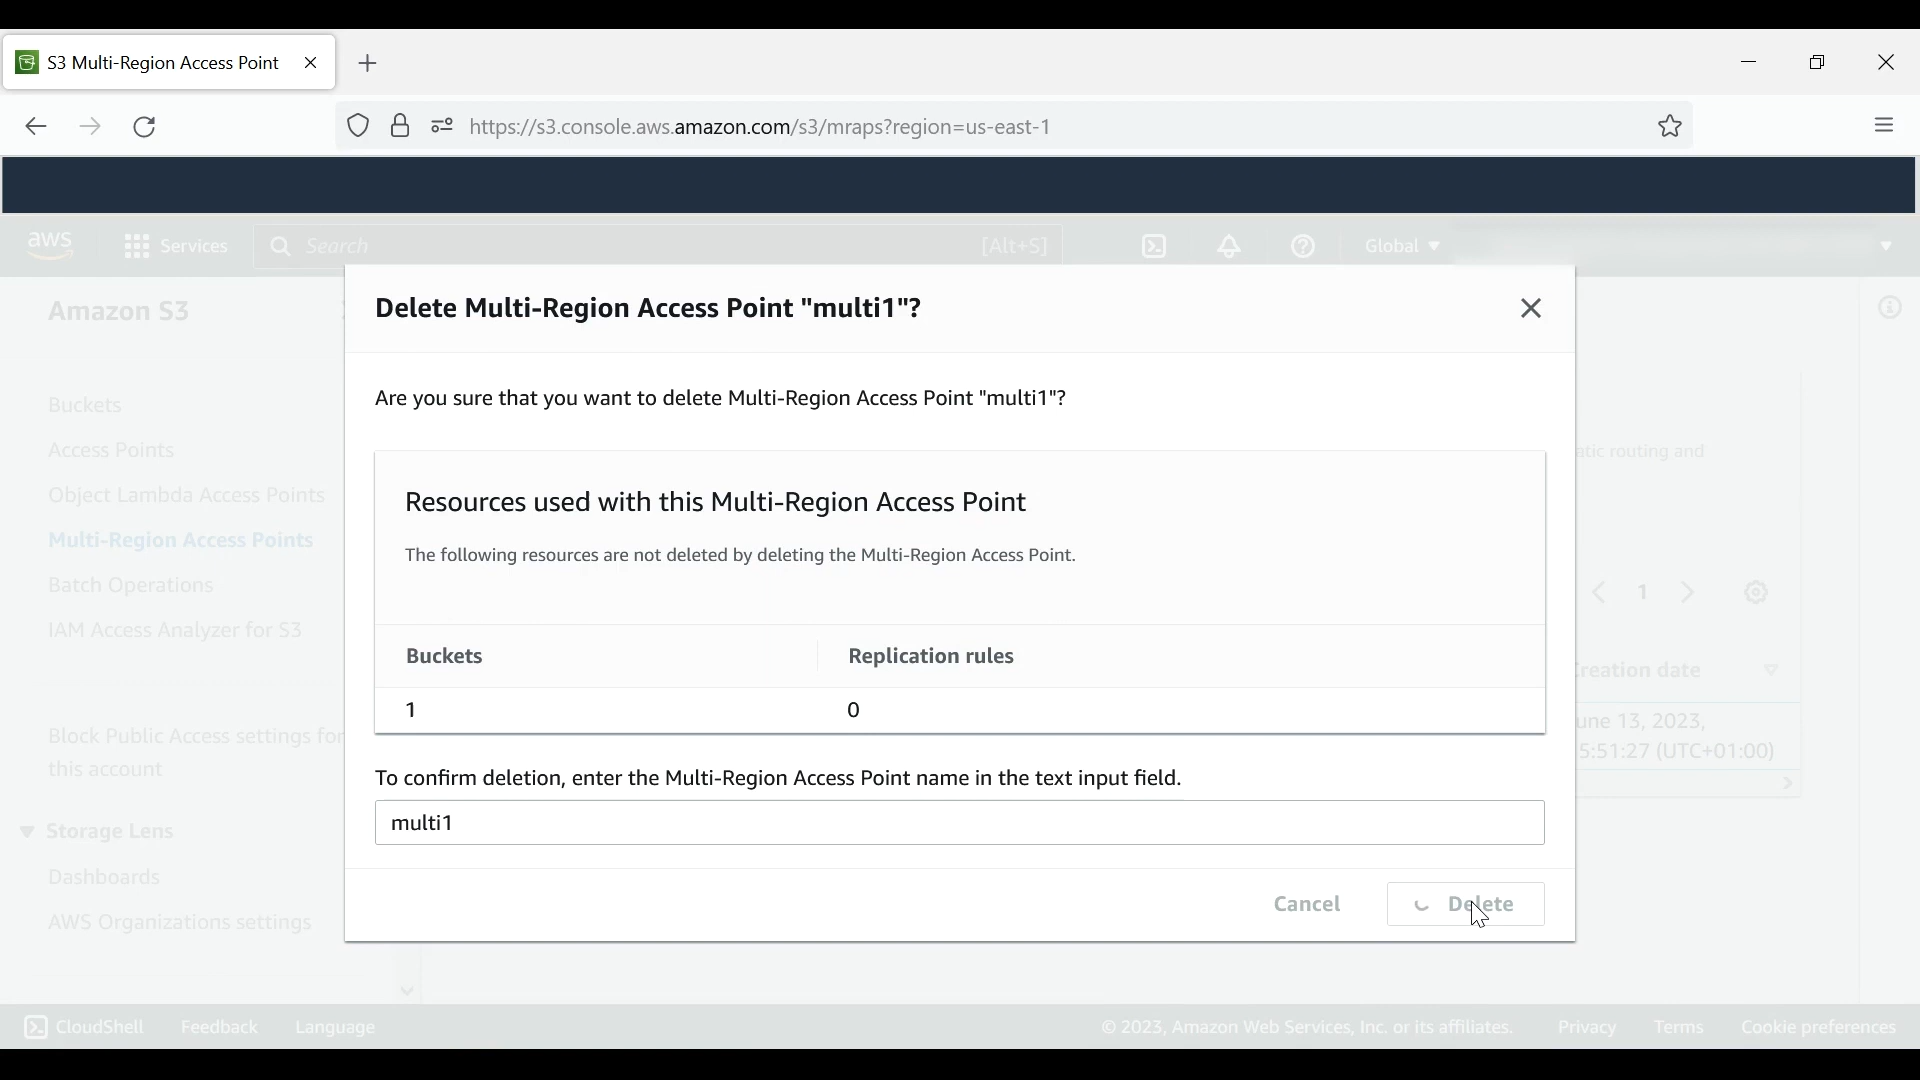 S3 Multi-Region Access Point
https://s3.console.aws.amazon.com/s3/mraps?region=us-east-1
aws
Services
Search
[Alt+S]
Global
Amazon S3
Buckets
Access Points
Object Lambda Access Points
Multi-Region Access Points
Batch Operations
IAM Access Analyzer for S3
Block Public Access settings for
this account
Storage Lens
Dashboards
AWS Organizations settings
Delete Multi-Region Access Point "multi1"?
Are you sure that you want to delete Multi-Region Access Point "multi1"?
Resources used with this Multi-Region Access Point
The following resources are not deleted by deleting the Multi-Region Access Point.
Buckets Replication rules
1 0
To confirm deletion, enter the Multi-Region Access Point name in the text input field.
multi1
Cancel
Delete
routing and
1
date
13, 2023,
5:51:27 (UTC+01:00)
CloudShell
Feedback
Language
© 2023, Amazon Web Services, Inc. or its affiliates.
Privacy
Terms
Cookie preferences